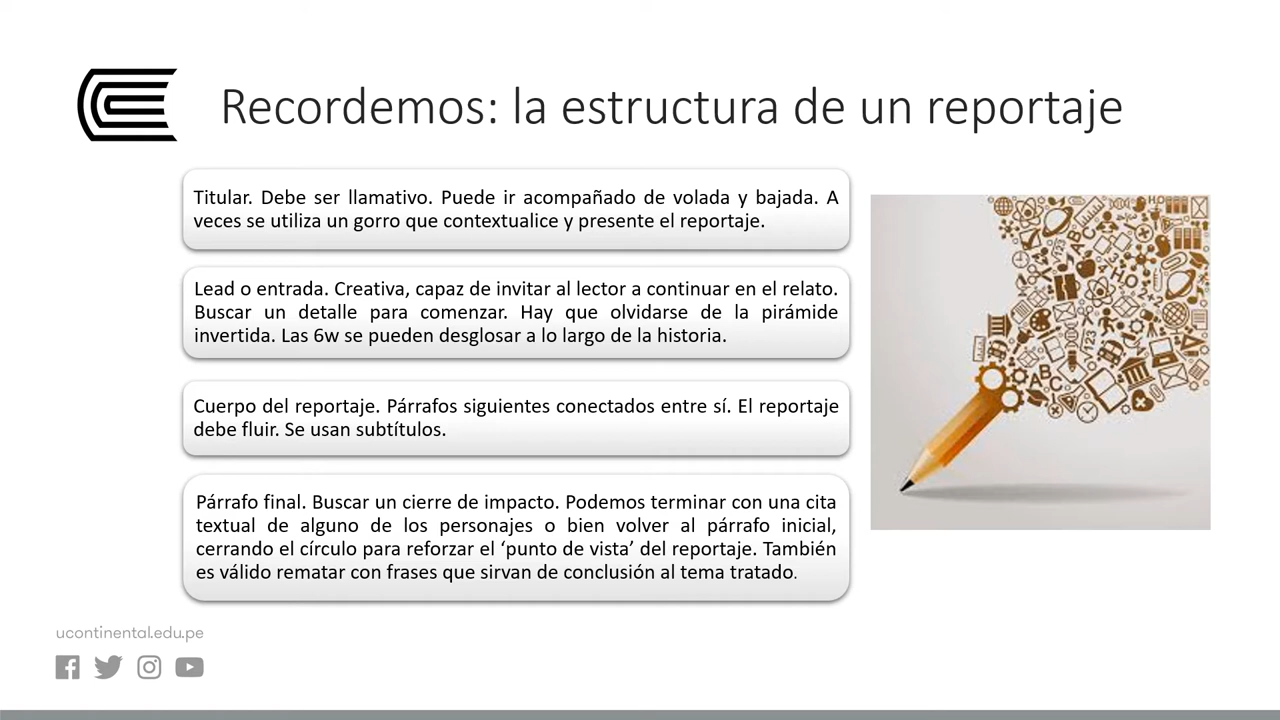 Recordemos: la estructura de un reportaje
Titular. Debe ser llamativo. Puede ir acompañado de volada y bajada. A
veces se utiliza un gorro que contextualice y presente el reportaje.
Lead o entrada. Creativa, capaz de invitar al lector a continuar en el relato.
Buscar un detalle para comenzar. Hay que olvidarse de la pirámide
invertida. Las 6w se pueden desglosar a lo largo de la historia.
Cuerpo del reportaje. Párrafos siguientes conectados entre sí. El reportaje
debe fluir. Se usan subtítulos.
Párrafo final. Buscar un cierre de impacto. Podemos terminar con una cita
textual de alguno de los personajes o bien volver al párrafo inicial,
cerrando el círculo para reforzar el ‘punto de vista’ del reportaje. También
es válido rematar con frases que sirvan de conclusión al tema tratado.
ucontinental.edu.pe